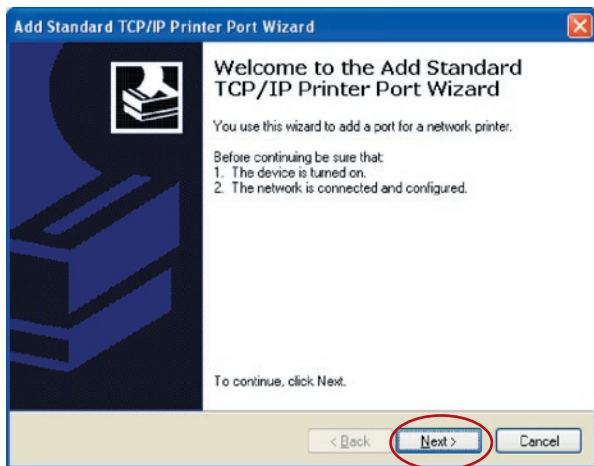 Add Standard TCP/IP Printer Port Wizard
Welcome to the Add Standard
TCP/IP Printer Port Wizard
You use this wizard to add a port for a network printer.
Before continuing be sure that:
1. The device is turned on.
2. The network is connected and configured.
To continue, click Next.
< Back Next > Cancel